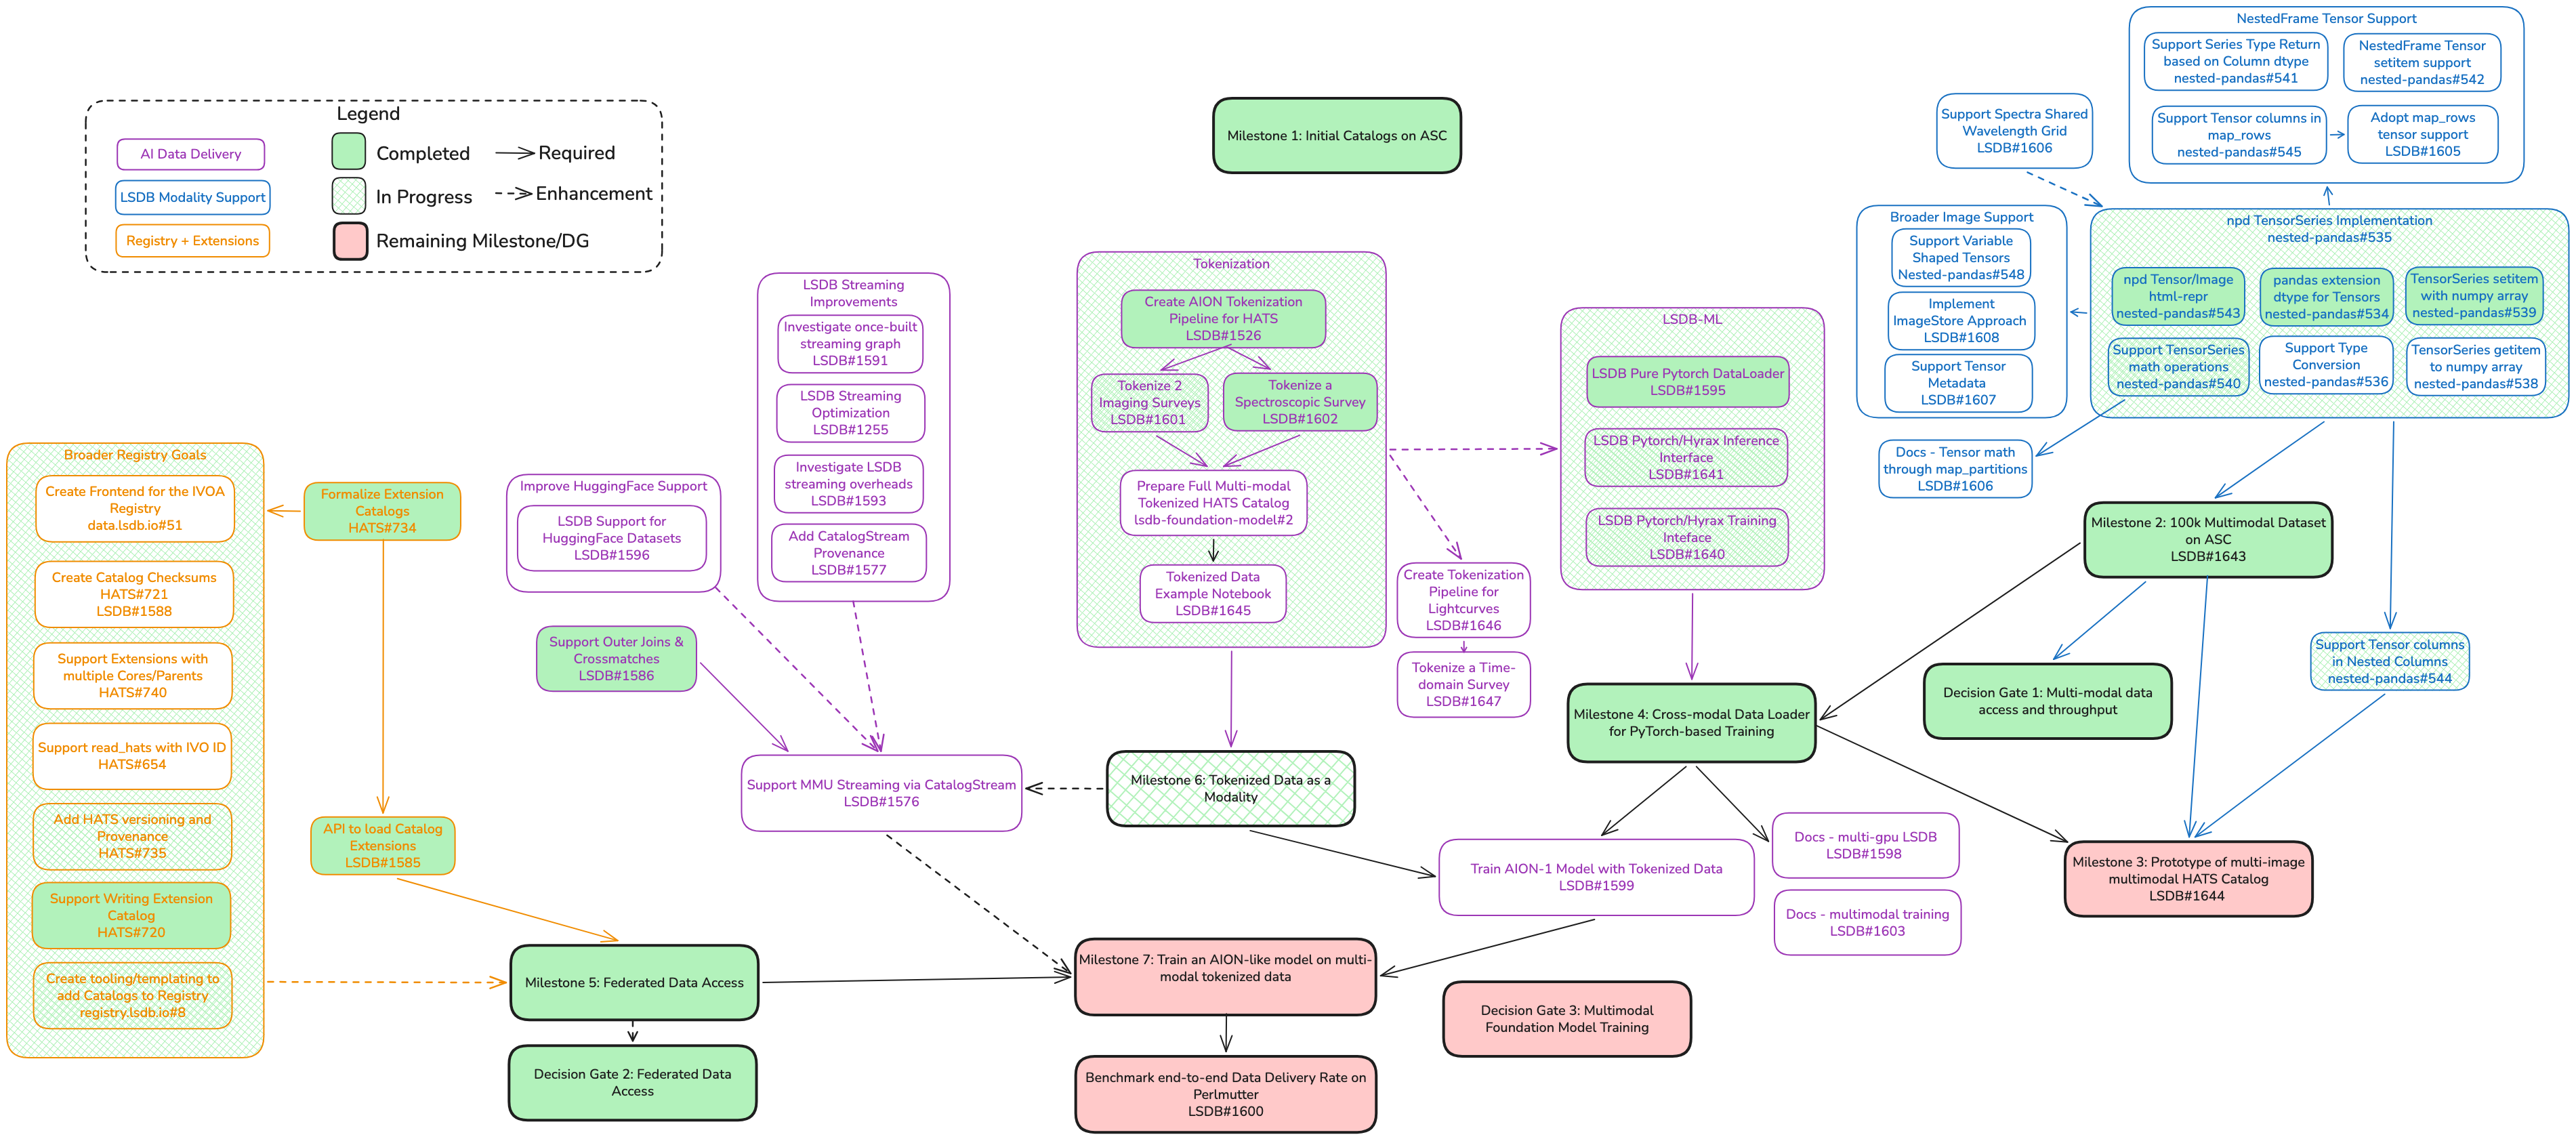 Legend
AI Data Delivery
LSDB Modality Support
Registry + Extensions
Completed
In Progress
Remaining Milestone/DG
Required
Enhancement
Milestone 1: Initial Catalogs on ASC
NestedFrame Tensor Support
Support Series Type Return
based on Column dtype
nested-pandas#541
NestedFrame Tensor
setitem support
nested-pandas#542
Support Tensor columns in
map_rows
nested-pandas#545
Adopt map_rows
tensor support
LSDB#1605
Support Spectra Shared
Wavelength Grid
LSDB#1606
Broader Image Support
Support Variable
Shaped Tensors
Nested-pandas#548
Implement
ImageStore Approach
LSDB#1608
Support Tensor
Metadata
LSDB#1607
npd TensorSeries Implementation
nested-pandas#535
npd Tensor/Image
html-repr
nested-pandas#543
pandas extension
dtype for Tensors
nested-pandas#534
TensorSeries setitem
with numpy array
nested-pandas#539
Support TensorSeries
math operations
nested-pandas#540
Support Type
Conversion
nested-pandas#536
TensorSeries getitem
to numpy array
nested-pandas#538
Docs - Tensor math
through map_partitions
LSDB#1606
LSDB Streaming
Improvements
Investigate once-built
streaming graph
LSDB#1591
LSDB Streaming
Optimization
LSDB#1255
Investigate LSDB
streaming overheads
LSDB#1593
Add CatalogStream
Provenance
LSDB#1577
Tokenization
Create AION Tokenization
Pipeline for HATS
LSDB#1526
Tokenize 2
Imaging Surveys
LSDB#1601
Tokenize a
Spectroscopic Survey
LSDB#1602
Prepare Full Multi-modal
Tokenized HATS Catalog
lsdb-foundation-model#2
Tokenized Data
Example Notebook
LSDB#1645
LSDB-ML
LSDB Pure Pytorch DataLoader
LSDB#1595
LSDB Pytorch/Hyrax Inference
Interface
LSDB#1641
LSDB Pytorch/Hyrax Training
Inteface
LSDB#1640
Create Tokenization
Pipeline for
Lightcurves
LSDB#1646
Tokenize a Time-
domain Survey
LSDB#1647
Broader Registry Goals
Create Frontend for the IVOA
Registry
data.lsdb.io#51
Create Catalog Checksums
HATS#721
LSDB#1588
Support Extensions with
multiple Cores/Parents
HATS#740
Support read_hats with IVO ID
HATS#654
Add HATS versioning and
Provenance
HATS#735
Support Writing Extension
Catalog
HATS#720
Create tooling/templating to
add Catalogs to Registry
registry.lsdb.io#8
Formalize Extension
Catalogs
HATS#734
API to load Catalog
Extensions
LSDB#1585
Improve HuggingFace Support
LSDB Support for
HuggingFace Datasets
LSDB#1596
Support Outer Joins &
Crossmatches
LSDB#1586
Support MMU Streaming via CatalogStream
LSDB#1576
Milestone 6: Tokenized Data as a
Modality
Milestone 4: Cross-modal Data Loader
for PyTorch-based Training
Milestone 2: 100k Multimodal Dataset
on ASC
LSDB#1643
Decision Gate 1: Multi-modal data
access and throughput
Support Tensor columns
in Nested Columns
nested-pandas#544
Train AION-1 Model with Tokenized Data
LSDB#1599
Docs - multi-gpu LSDB
LSDB#1598
Docs - multimodal training
LSDB#1603
Milestone 3: Prototype of multi-image
multimodal HATS Catalog
LSDB#1644
Milestone 5: Federated Data Access
Decision Gate 2: Federated Data
Access
Milestone 7: Train an AION-like model on multi-
modal tokenized data
Decision Gate 3: Multimodal
Foundation Model Training
Benchmark end-to-end Data Delivery Rate on
Perlmutter
LSDB#1600